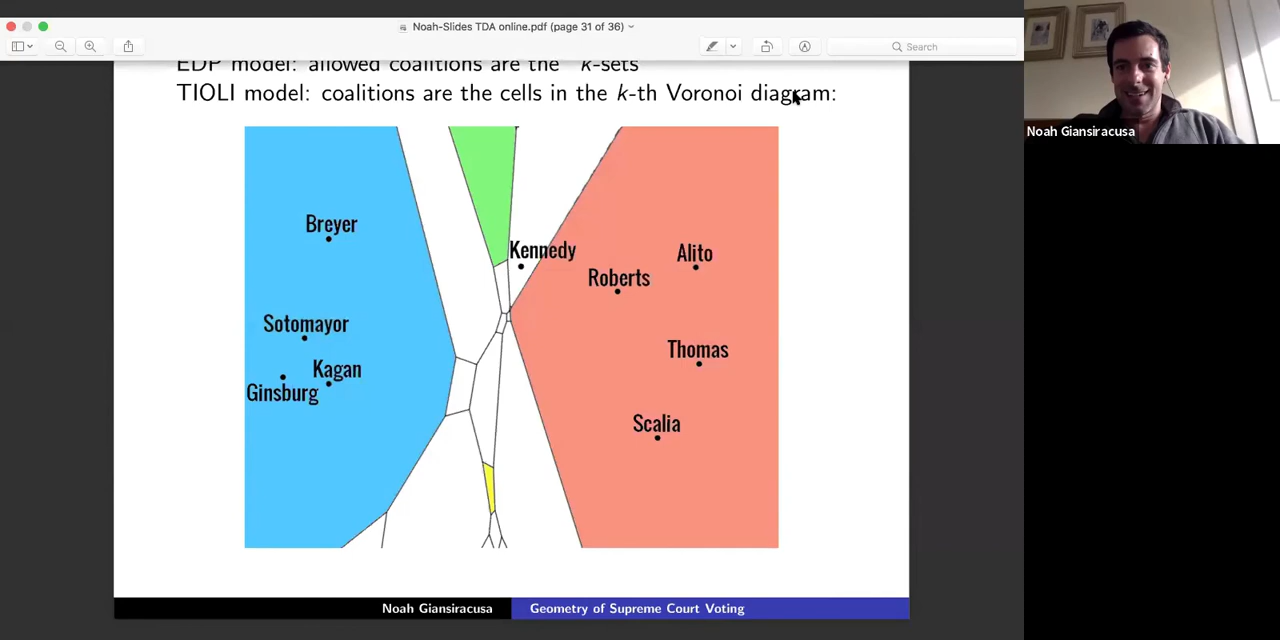 Noah-Slides TDA online.pdf (page 31 of 36)
Search
EDP model: allowed coalitions are the k-sets
TIOLI model: coalitions are the cells in the k-th Voronoi diagram:
Noah Giansiracusa
Breyer
Kennedy
Alito
Roberts
Sotomayor
Thomas
Kagan
Ginsburg
Scalia
Noah Giansiracusa
Geometry of Supreme Court Voting